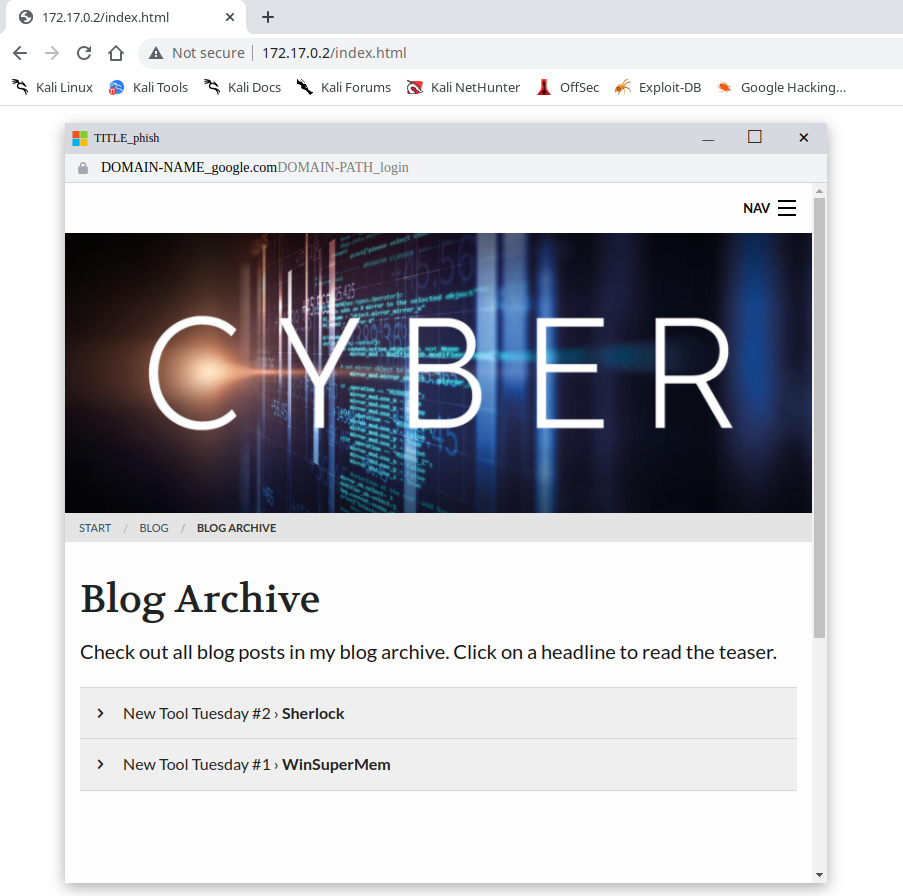 172.17.0.2/index.html
Not secure 172.17.0.2/index.html
Kali Linux Kali Tools Kali Docs Kali Forums Kali NetHunter OffSec Exploit-DB Google Hacking...
TITLE_phish
DOMAIN-NAME_google.comDOMAIN-PATH_login
NAV
CYBER
START / BLOG / BLOG ARCHIVE
Blog Archive
Check out all blog posts in my blog archive. Click on a headline to read the teaser.
New Tool Tuesday #2 › Sherlock
New Tool Tuesday #1 › WinSuperMem